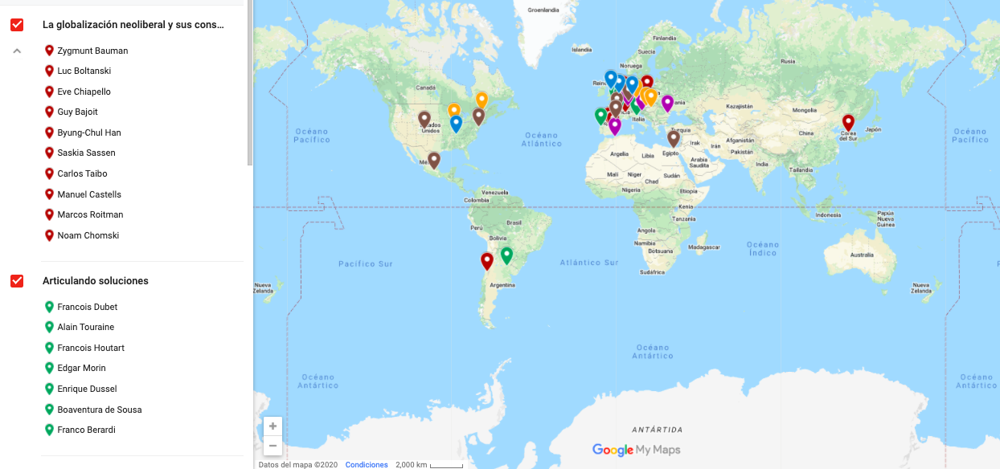 La globalización neoliberal y sus cons...
Zygmunt Bauman
Luc Boltanski
Eve Chiapello
Guy Bajoit
Byung-Chul Han
Saskia Sassen
Carlos Taibo
Manuel Castells
Marcos Roitman
Noam Chomski
Articulando soluciones
Francois Dubet
Alain Touraine
Francois Houtart
Edgar Morin
Enrique Dussel
Boaventura de Sousa
Franco Berardi
Groenlandia
Islandia
Finlandia
Suecia
Noruega
Rusia
Canadá
Kazajistán
Mongolia
Italia
Turquía
China
Japón
Corea
del Sur
Océano
Pacífico
Océano
Atlántico
Océano
Pacífico
Estados
Unidos
Irak
Irán
Afganistán
Pakistán
Argelia
Libia
Egipto
Arabia
Saudita
India
Tailandia
Malí
Níger
Chad
Sudán
Nigeria
Etiopía
Venezuela
Colombia
Kenia
Tanzania
Indonesia
Papúa
Nueva
Guinea
Brasil
Perú
Bolivia
Angola
Namibia
Botsuana
Madagascar
Océano
Índico
Australia
Pacífico Sur
Atlántico Sur
Sudáfrica
Argentina
Nueva
Zelanda
Nueva
Zelanda
Océano
Antártico
Océano
Antártico
Océano
Antártico
ANTÁRTIDA
+
−
Google My Maps
Datos del mapa ©2020 Condiciones 2,000 km